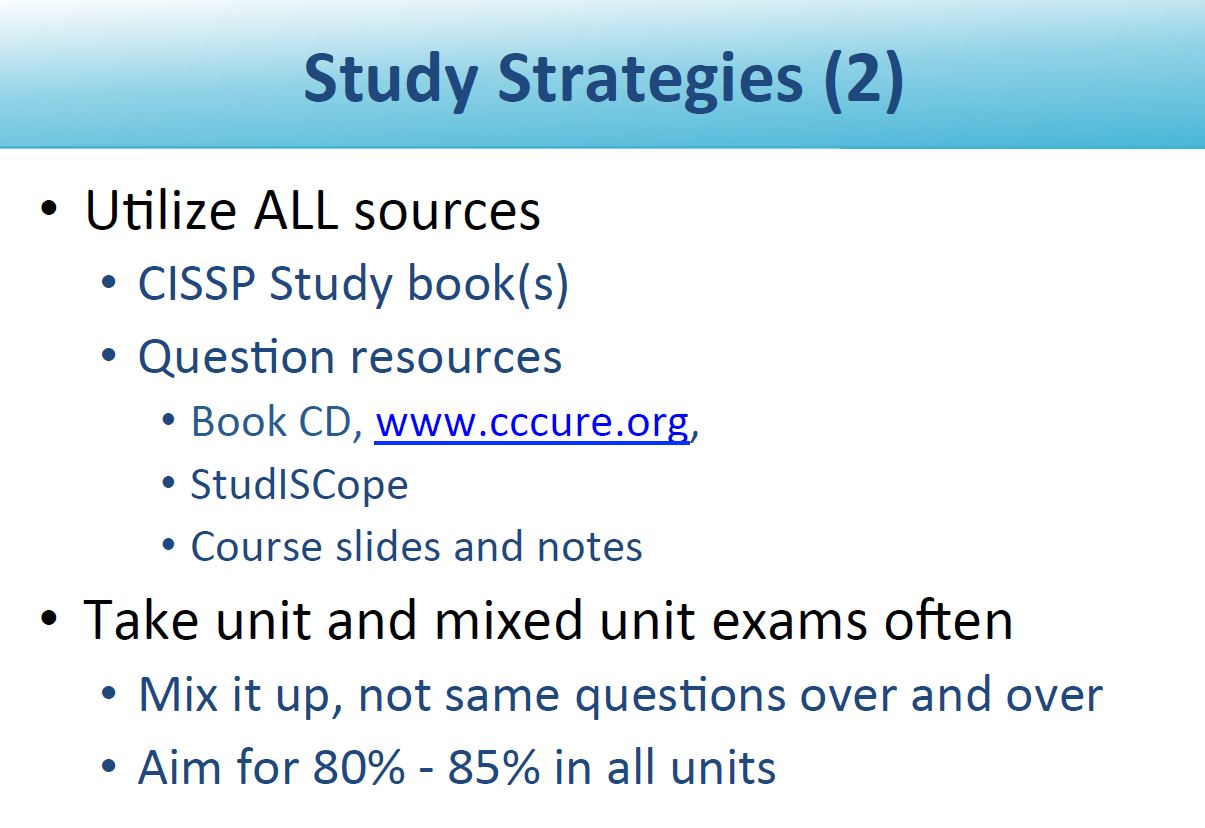 Study Strategies (2)
• Utilize ALL sources
• CISSP Study book(s)
• Question resources
• Book CD, www.cccure.org,
• StudISCope
• Course slides and notes
• Take unit and mixed unit exams often
• Mix it up, not same questions over and over
• Aim for 80% - 85% in all units